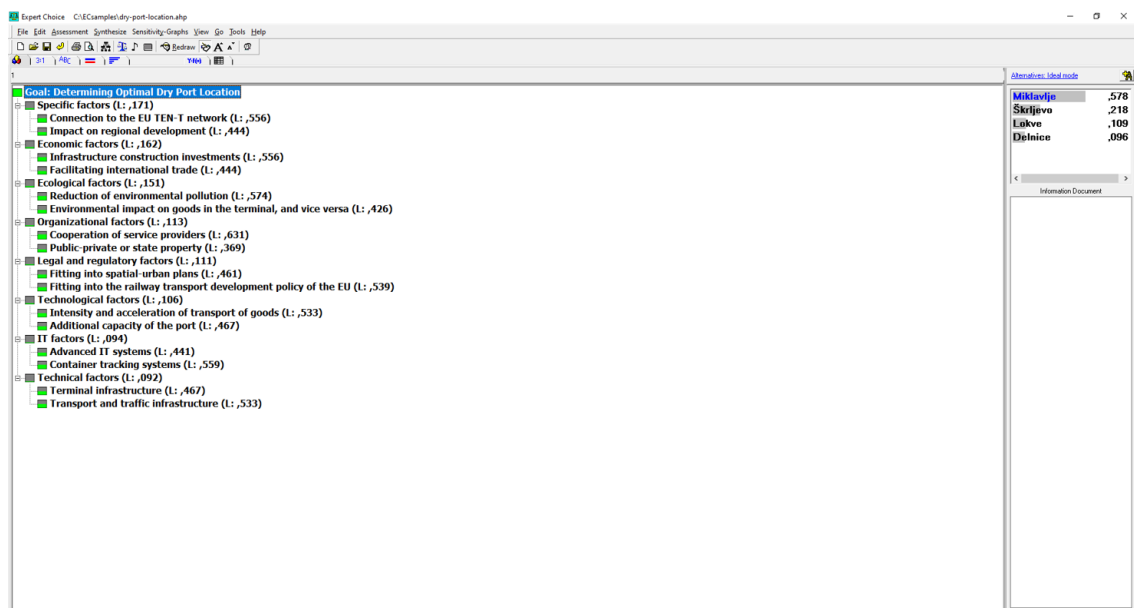 Expert Choice C:\ECsamples\dry-port-location.ahp
File Edit Assessment Synthesize Sensitivity-Graphs View Go Tools Help
Redraw A A
3:1 ABC Y=f(x)
1
Alternatives: Ideal mode
Goal: Determining Optimal Dry Port Location
Specific factors (L: ,171)
Connection to the EU TEN-T network (L: ,556)
Impact on regional development (L: ,444)
Economic factors (L: ,162)
Infrastructure construction investments (L: ,556)
Facilitating international trade (L: ,444)
Ecological factors (L: ,151)
Reduction of environmental pollution (L: ,574)
Environmental impact on goods in the terminal, and vice versa (L: ,426)
Organizational factors (L: ,113)
Cooperation of service providers (L: ,631)
Public-private or state property (L: ,369)
Legal and regulatory factors (L: ,111)
Fitting into spatial-urban plans (L: ,461)
Fitting into the railway transport development policy of the EU (L: ,539)
Technological factors (L: ,106)
Intensity and acceleration of transport of goods (L: ,533)
Additional capacity of the port (L: ,467)
IT factors (L: ,094)
Advanced IT systems (L: ,441)
Container tracking systems (L: ,559)
Technical factors (L: ,092)
Terminal infrastructure (L: ,467)
Transport and traffic infrastructure (L: ,533)
Miklavlje ,578
Škrljevo ,218
Lokve ,109
Delnice ,096
Information Document